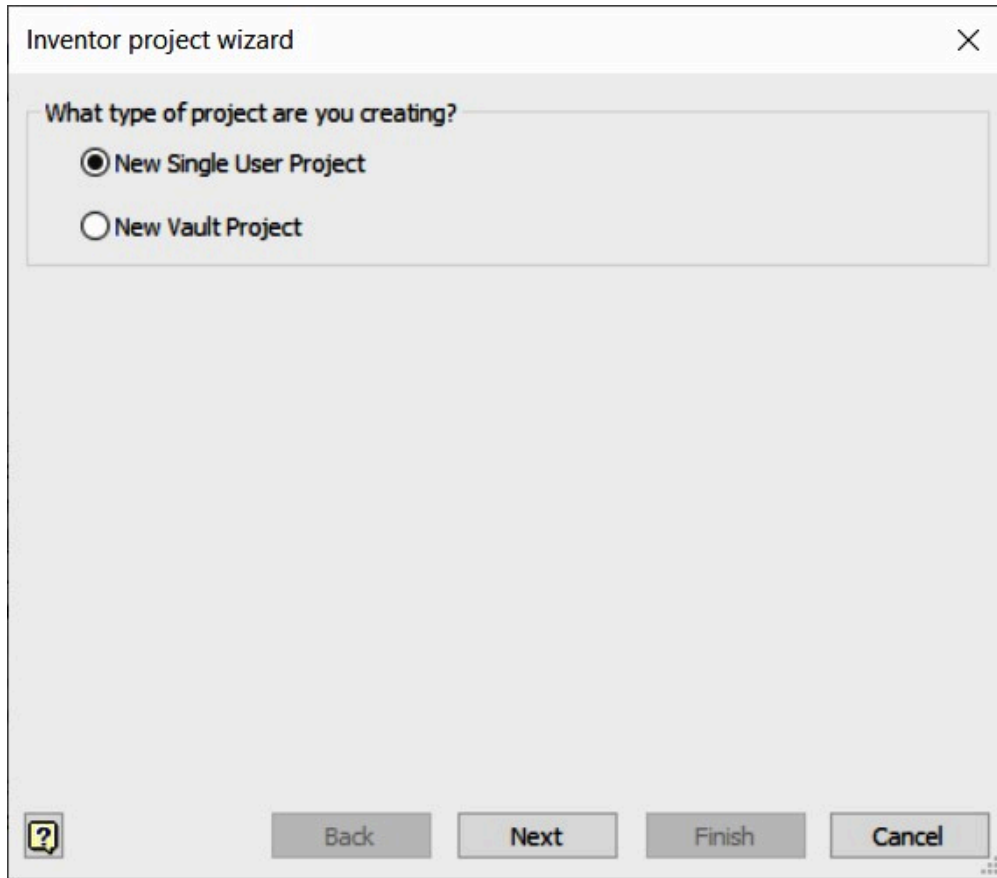 Inventor project wizard
What type of project are you creating?
New Single User Project
New Vault Project
?
Back Next Finish Cancel